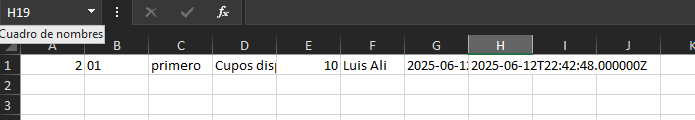 H19
fx
Cuadro de nombres
A B C D E F G H I J K
1 2 01 primero Cupos disp 10 Luis Ali 2025-06-12 2025-06-12T22:42:48.000000Z
2
3